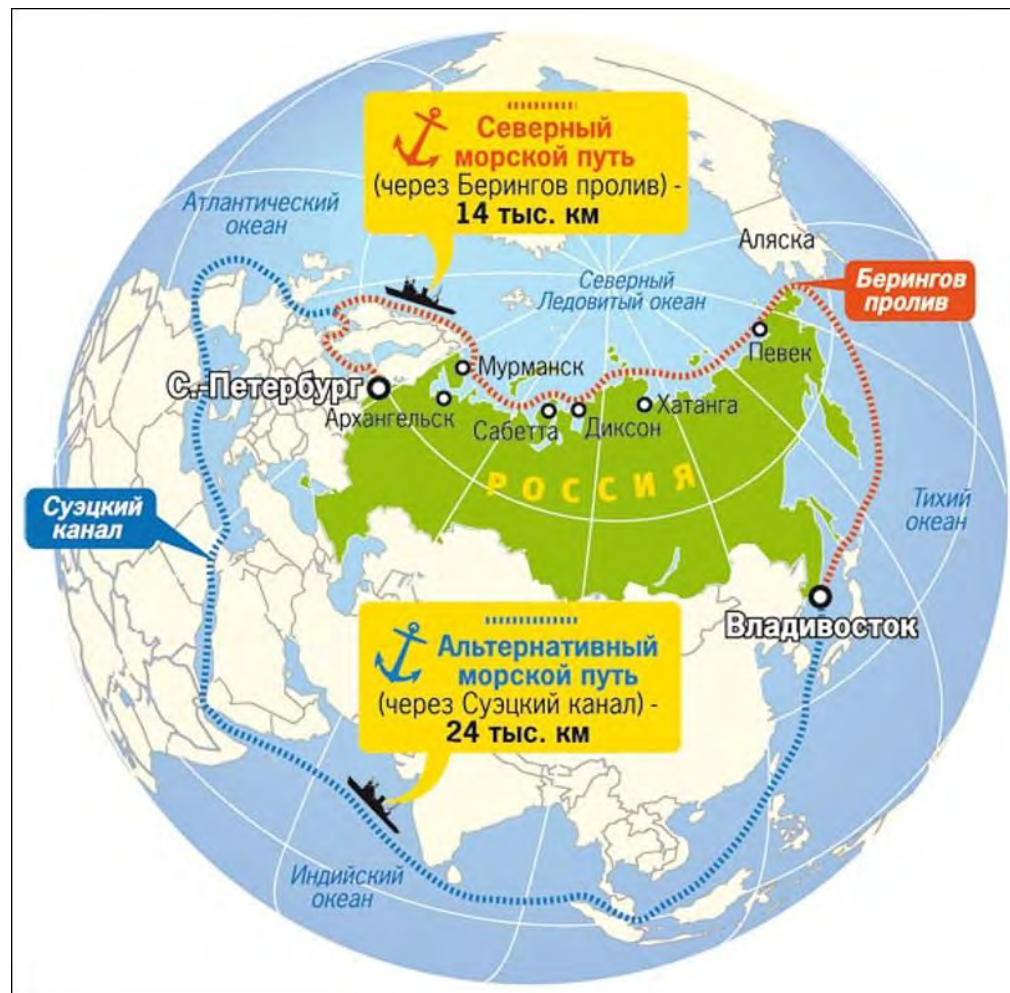 Северный
морской путь
(через Берингов пролив) -
14 тыс. км
Атлантический
океан
Аляска
Северный
Ледовитый океан
Берингов
пролив
Певек
Мурманск
С.-Петербург
Архангельск
Сабетта
Диксон
Хатанга
РОССИЯ
Суэцкий
канал
Тихий
океан
Владивосток
Альтернативный
морской путь
(через Суэцкий канал) -
24 тыс. км
Индийский
океан